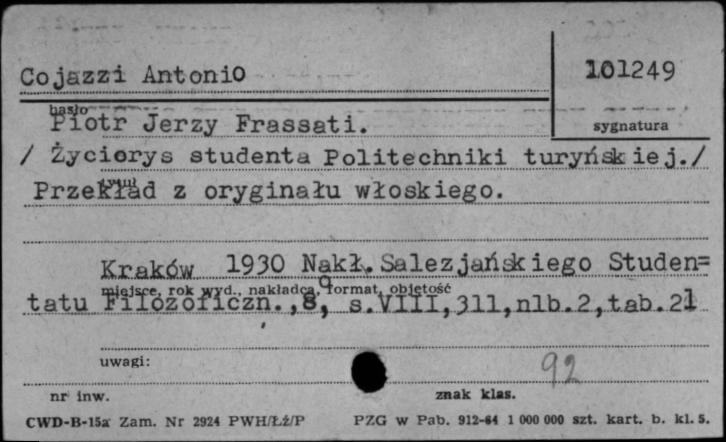 Cojazzi Antonio
101249
hasło
sygnatura
Piotr Jerzy Frassati.
/ Życiorys studenta Politechniki turyńskiej./
tytuł
Przekład z oryginału włoskiego.
Kraków 1930 Nakł. Salezjańskiego Studen=
miejsce, rok wyd., nakładca, format, objętość
tatu Filozoficzn.,8°, s.VIII,311,nlb.2,tab.21
uwagi:
92
nr inw.
znak klas.
CWD-B-15a Zam. Nr 2924 PWH/Łź/P PZG w Pab. 912-64 1 000 000 szt. kart. b. kl. 5.